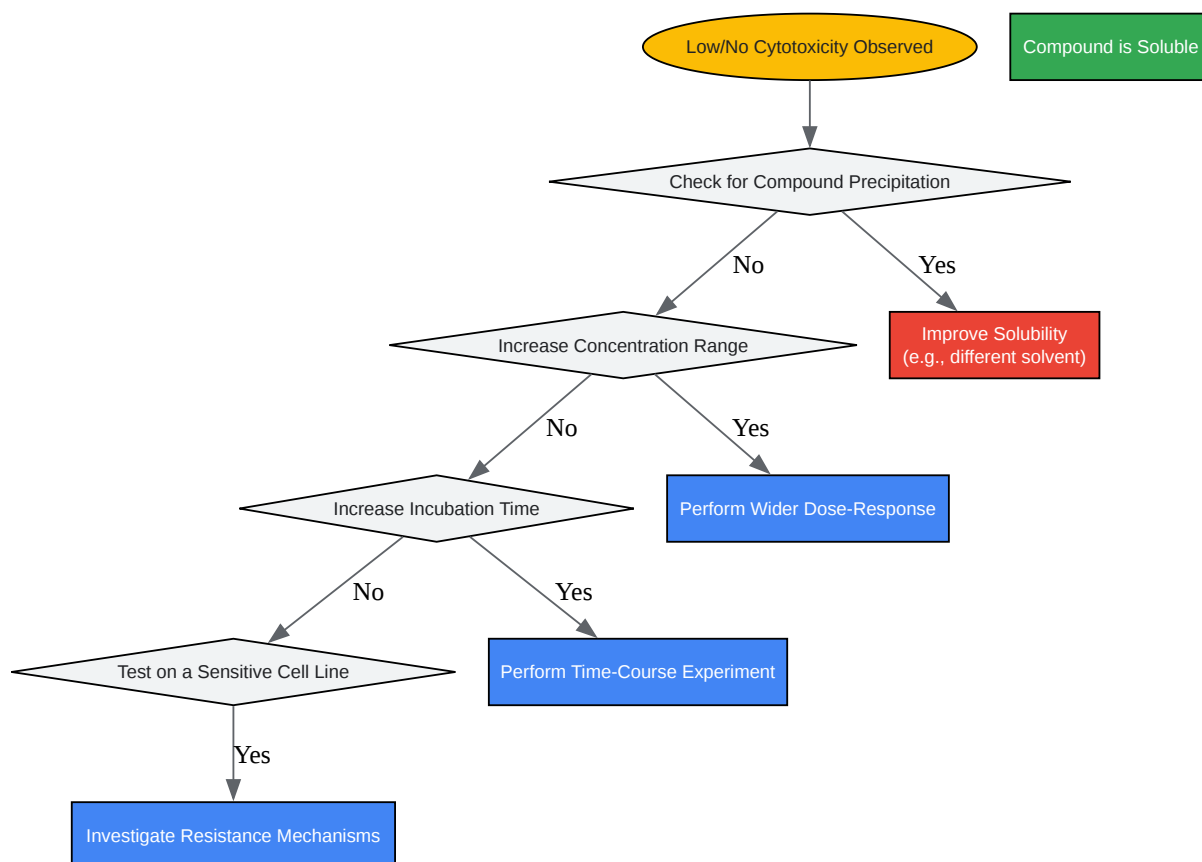 Low/No Cytotoxicity Observed
Compound is Soluble
Check for Compound Precipitation
No
Yes
Increase Concentration Range
Improve Solubility
(e.g., different solvent)
No
Yes
Increase Incubation Time
Perform Wider Dose-Response
No
Yes
Test on a Sensitive Cell Line
Perform Time-Course Experiment
Yes
Investigate Resistance Mechanisms